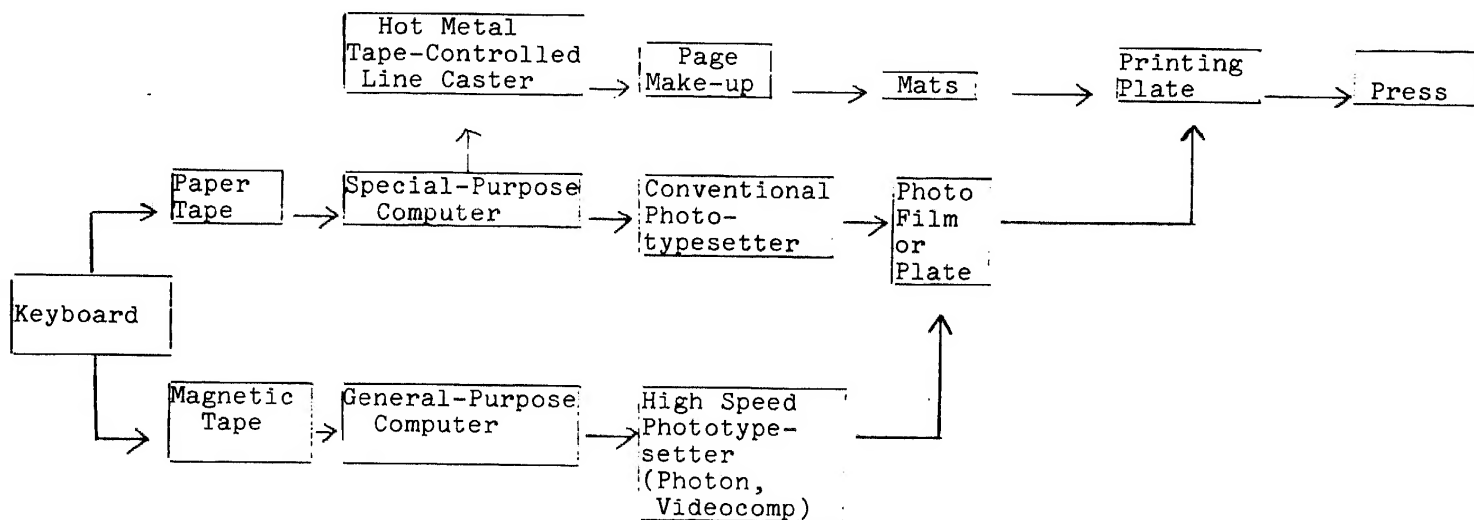 Hot Metal
Tape-Controlled
Line Caster
Page
Make-up
Mats
Printing
Plate
Press
Paper
Tape
Special-Purpose
Computer
Conventional
Photo-
typesetter
Photo
Film
or
Plate
Keyboard
Magnetic
Tape
General-Purpose
Computer
High Speed
Phototype-
setter
(Photon,
Videocomp)